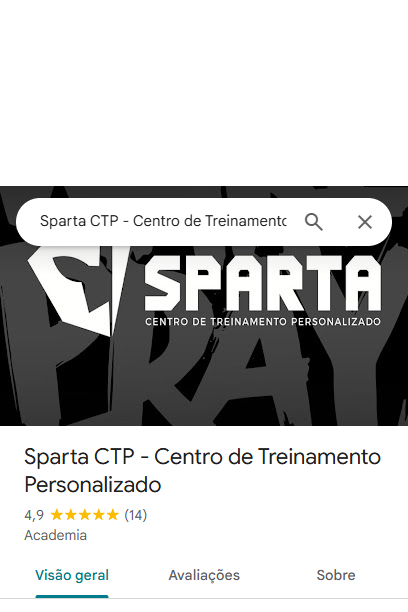 Sparta CTP - Centro de Treinamento
SPARTA
CENTRO DE TREINAMENTO PERSONALIZADO
PRAY
Sparta CTP - Centro de Treinamento
Personalizado
4,9 (14)
Academia
Visão geral Avaliações Sobre